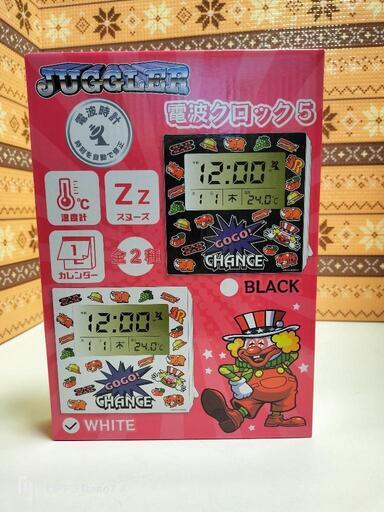 JUGGLER
電波時計
時刻を自動で修正
電波クロック5
℃
温度計
Zz
スヌーズ
1
カレンダー
全2種
12:00
1 1 木 24.0℃
GOGO!
CHANCE
BLACK
12:00
1 1 木 24.0℃
GOGO!
CHANCE
WHITE